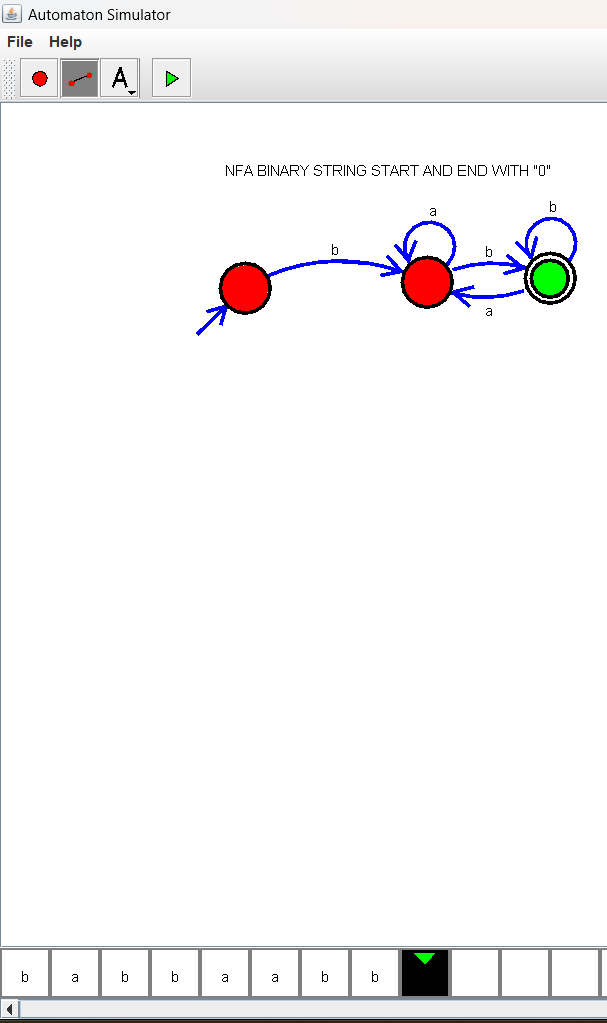 Automaton Simulator
File Help
A
NFA BINARY STRING START AND END WITH "0"
a b
b b
a
b a b b a a b b